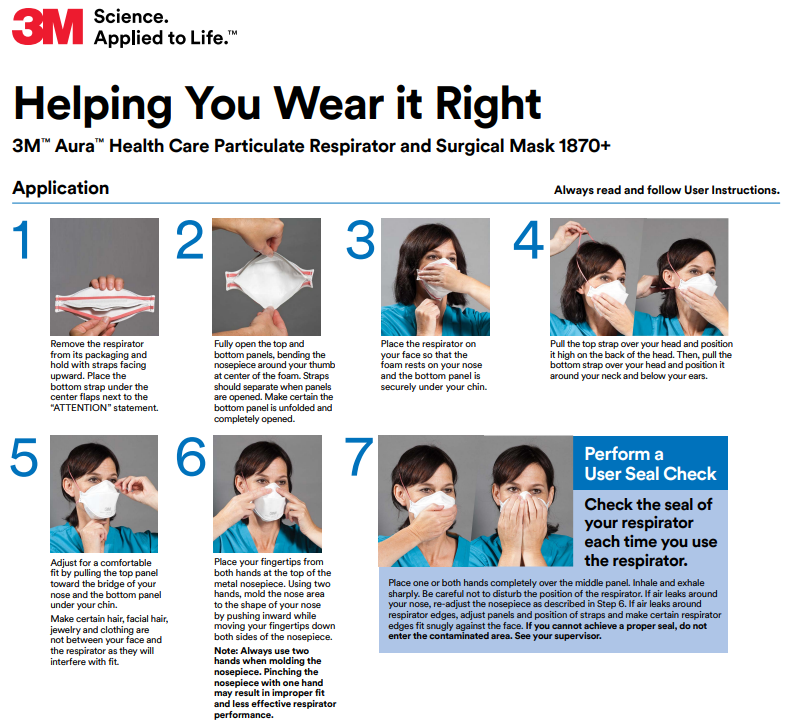 3M Science.
Applied to Life.™
Helping You Wear it Right
3M™ Aura™ Health Care Particulate Respirator and Surgical Mask 1870+
Application
Always read and follow User Instructions.
1
Remove the respirator
from its packaging and
hold with straps facing
upward. Place the
bottom strap under the
center flaps next to the
“ATTENTION” statement.
2
Fully open the top and
bottom panels, bending the
nosepiece around your thumb
at center of the foam. Straps
should separate when panels
are opened. Make certain the
bottom panel is unfolded and
completely opened.
3
Place the respirator on
your face so that the
foam rests on your nose
and the bottom panel is
securely under your chin.
4
Pull the top strap over your head and position
it high on the back of the head. Then, pull the
bottom strap over your head and position it
around your neck and below your ears.
5
Adjust for a comfortable
fit by pulling the top panel
toward the bridge of your
nose and the bottom panel
under your chin.
Make certain hair, facial hair,
jewelry and clothing are
not between your face and
the respirator as they will
interfere with fit.
6
Place your fingertips from
both hands at the top of the
metal nosepiece. Using two
hands, mold the nose area
to the shape of your nose
by pushing inward while
moving your fingertips down
both sides of the nosepiece.
Note: Always use two
hands when molding the
nosepiece. Pinching the
nosepiece with one hand
may result in improper fit
and less effective respirator
performance.
7
Perform a
User Seal Check
Check the seal of
your respirator
each time you use
the respirator.
Place one or both hands completely over the middle panel. Inhale and exhale
sharply. Be careful not to disturb the position of the respirator. If air leaks around
your nose, re-adjust the nosepiece as described in Step 6. If air leaks around
respirator edges, adjust panels and position of straps and make certain respirator
edges fit snugly against the face. If you cannot achieve a proper seal, do not
enter the contaminated area. See your supervisor.